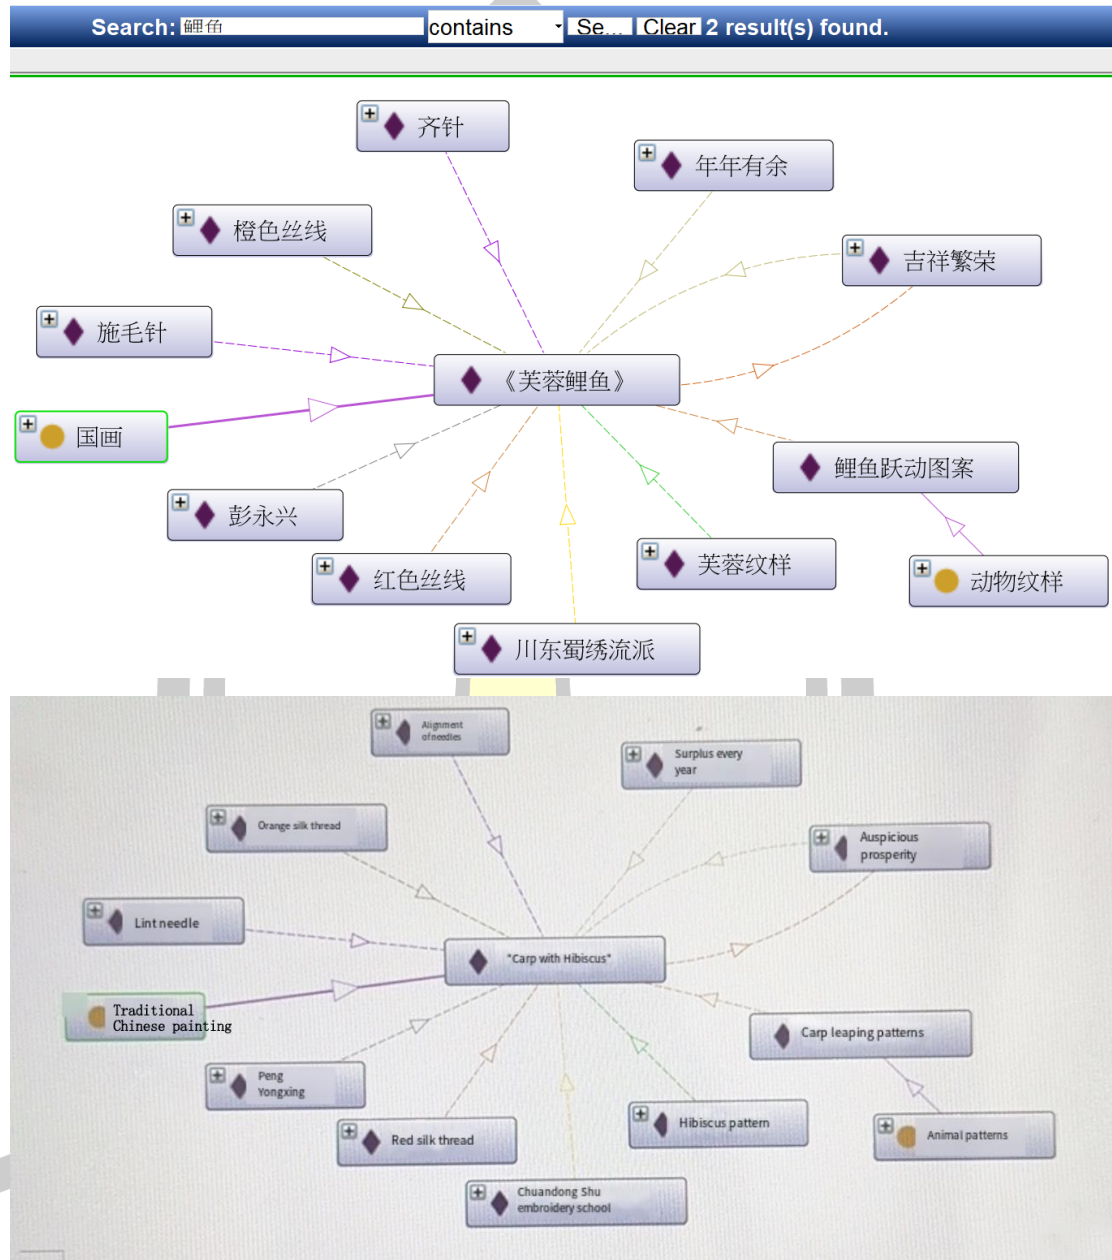 Search: 鲤鱼 contains Se... Clear 2 result(s) found.
齐针
年年有余
橙色丝线
吉祥繁荣
施毛针
《芙蓉鲤鱼》
国画
鲤鱼跃动图案
彭永兴
芙蓉纹样
红色丝线
动物纹样
川东蜀绣流派
Alignment
of needles
Surplus every
year
Orange silk thread
Auspicious
prosperity
Lint needle
"Carp with Hibiscus"
Traditional
Chinese painting
Carp leaping patterns
Peng
Yongxing
Hibiscus pattern
Red silk thread
Animal patterns
Chuandong Shu
embroidery school